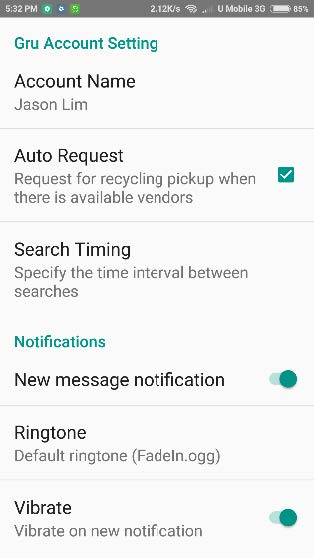 5:32 PM 2.12K/s U Mobile 3G 85%
Gru Account Setting
Account Name
Jason Lim
Auto Request
Request for recycling pickup when
there is available vendors
Search Timing
Specify the time interval between
searches
Notifications
New message notification
Ringtone
Default ringtone (FadeIn.ogg)
Vibrate
Vibrate on new notification